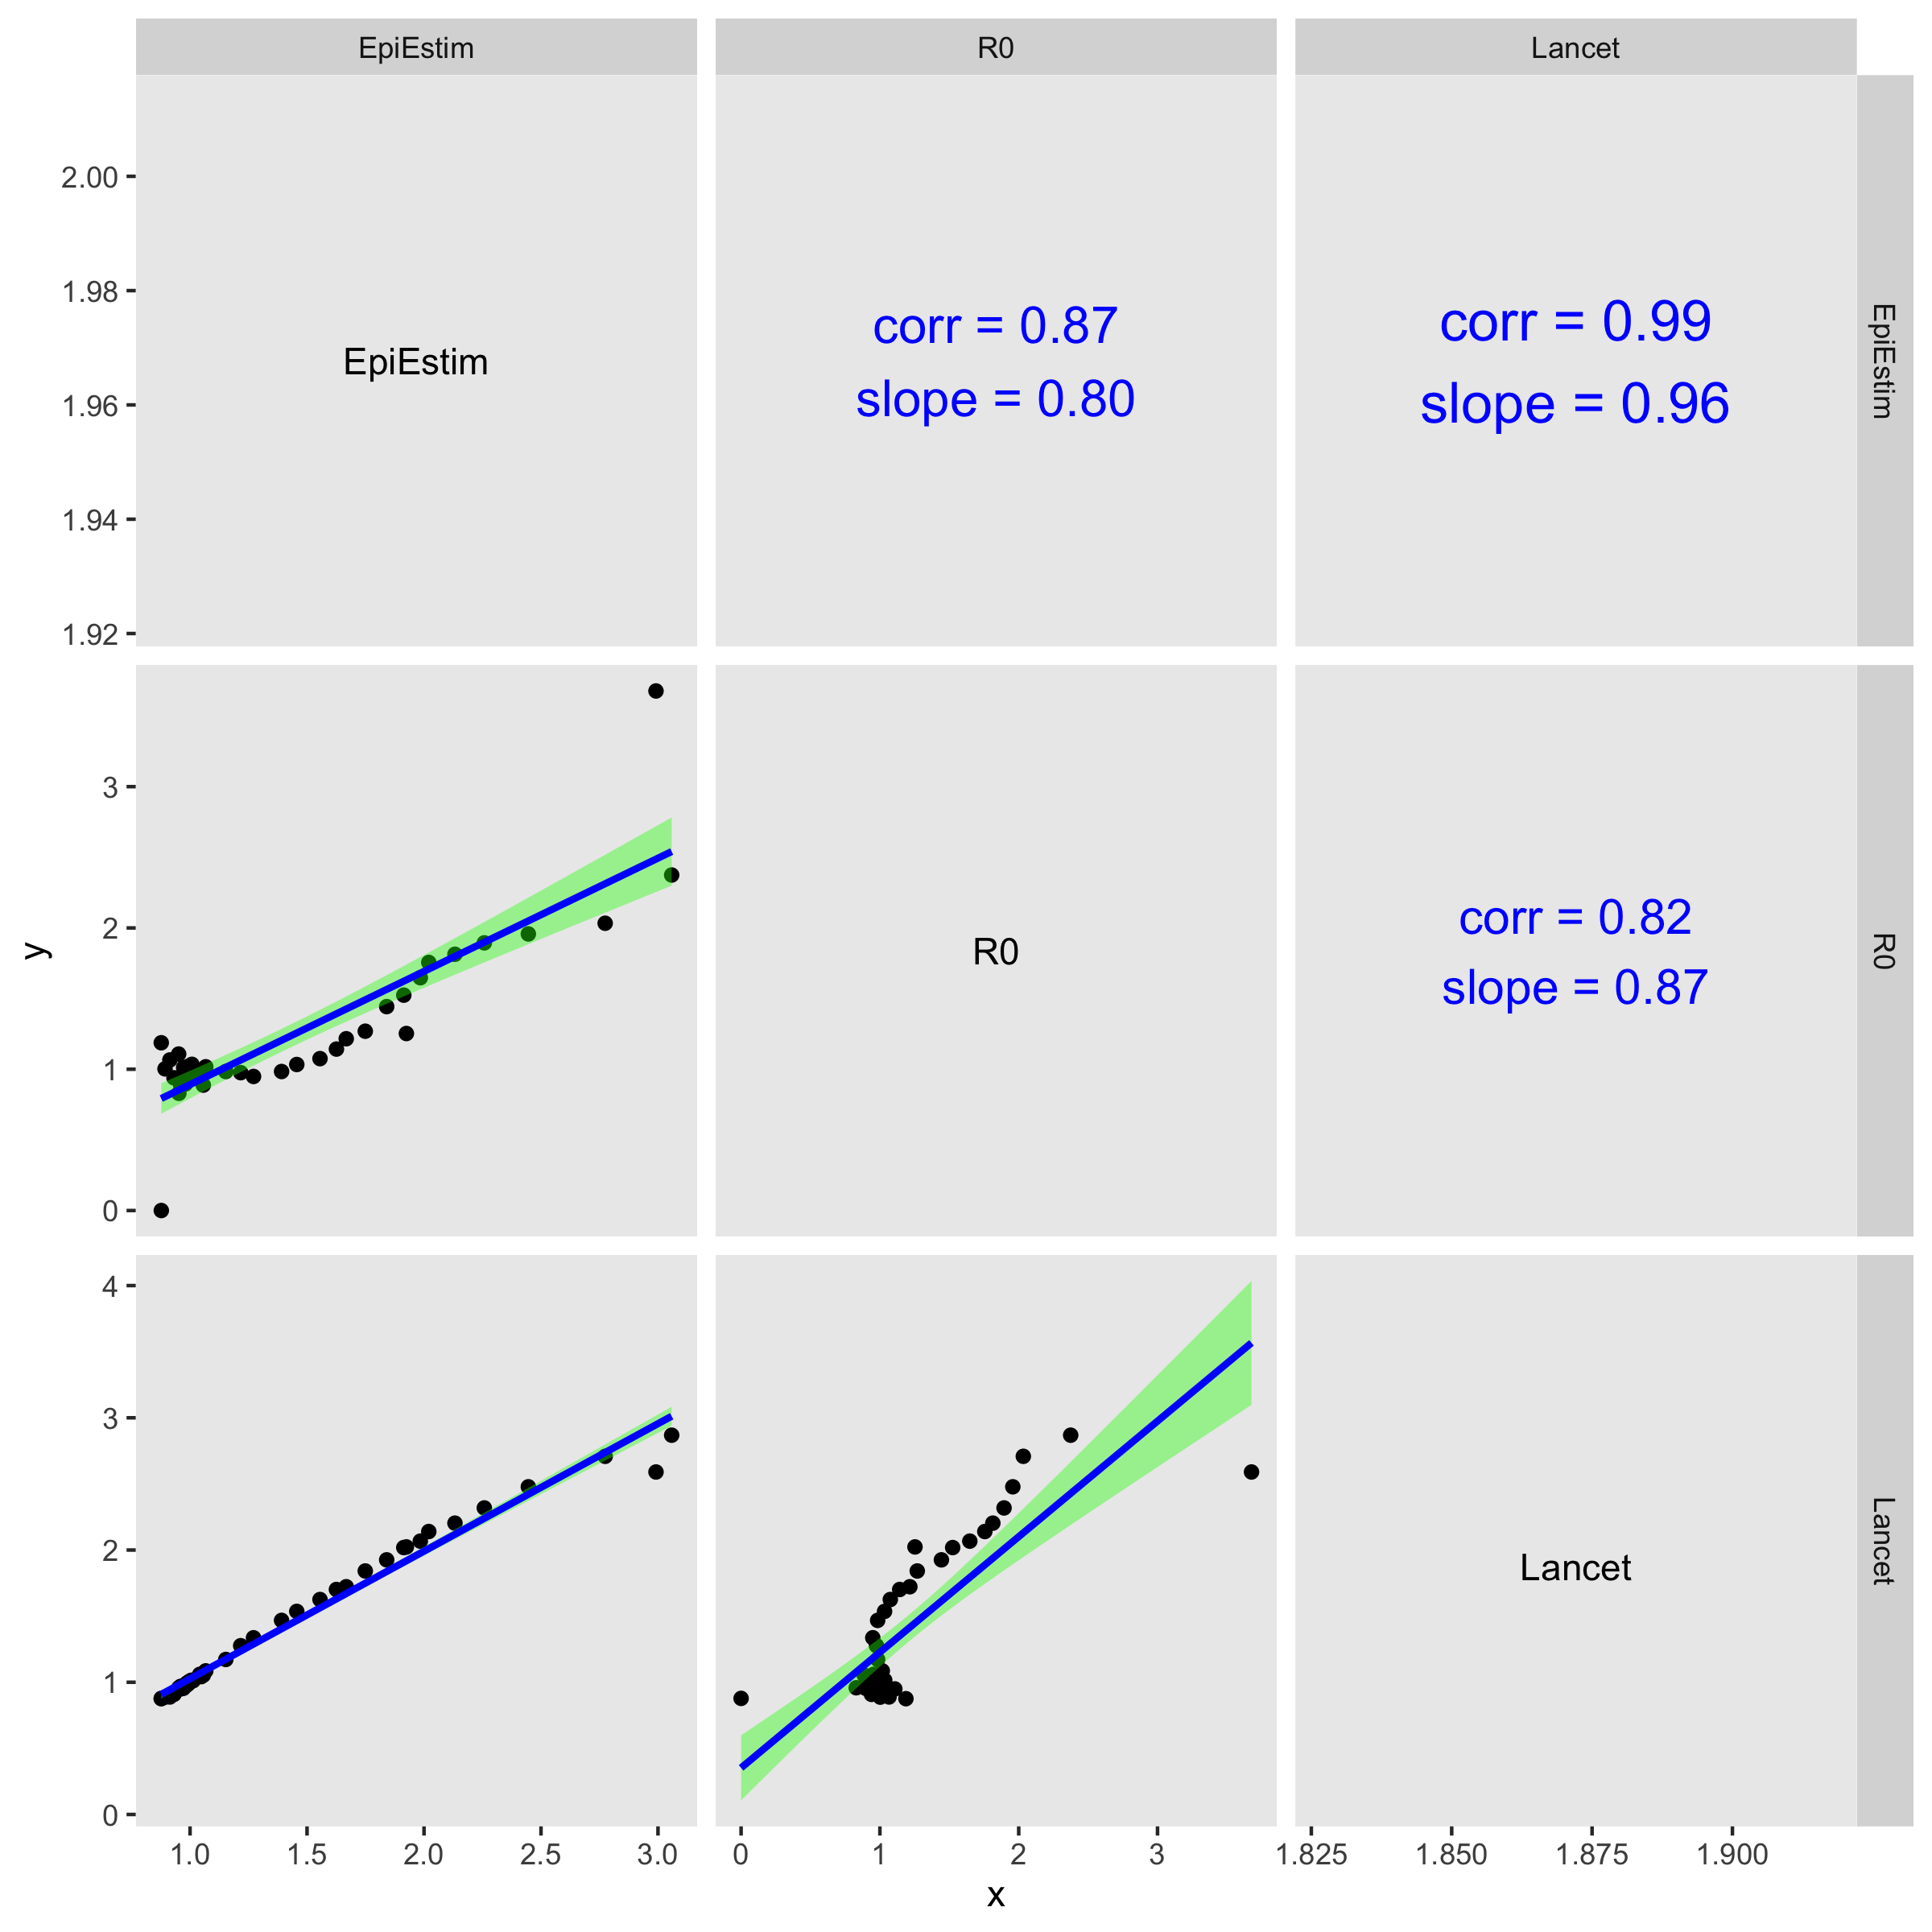 EpiEstim R0 Lancet
2.00
1.98
1.96
1.94
1.92
EpiEstim
corr = 0.87
slope = 0.80
corr = 0.99
slope = 0.96
EpiEstim
3
2
1
0
R0
corr = 0.82
slope = 0.87
R0
4
3
2
1
0
Lancet
Lancet
y
1.0 1.5 2.0 2.5 3.0 0 1 2 3 1.825 1.850 1.875 1.900
x